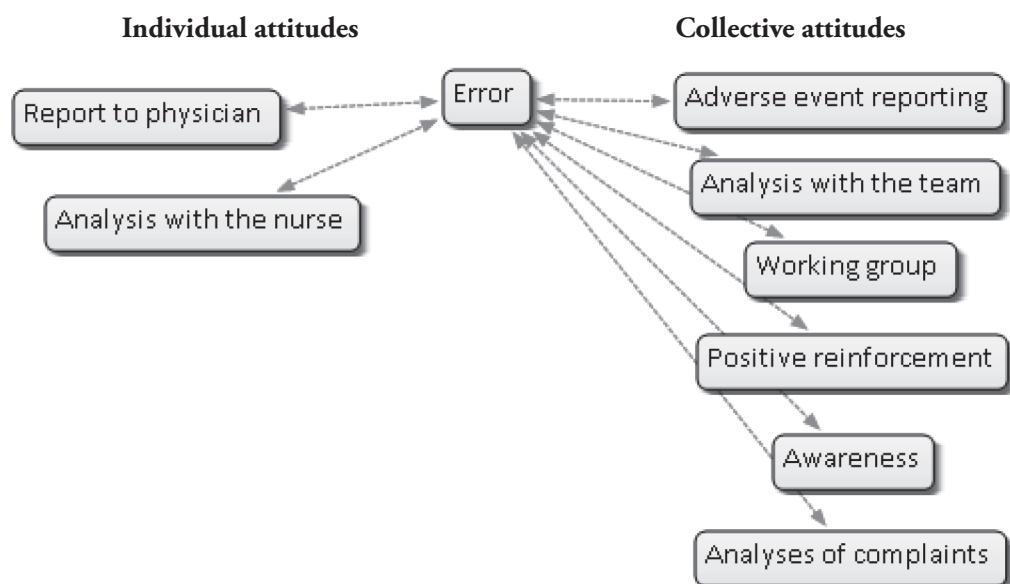 Individual attitudes
Collective attitudes
Error
Report to physician
Analysis with the nurse
Adverse event reporting
Analysis with the team
Working group
Positive reinforcement
Awareness
Analyses of complaints